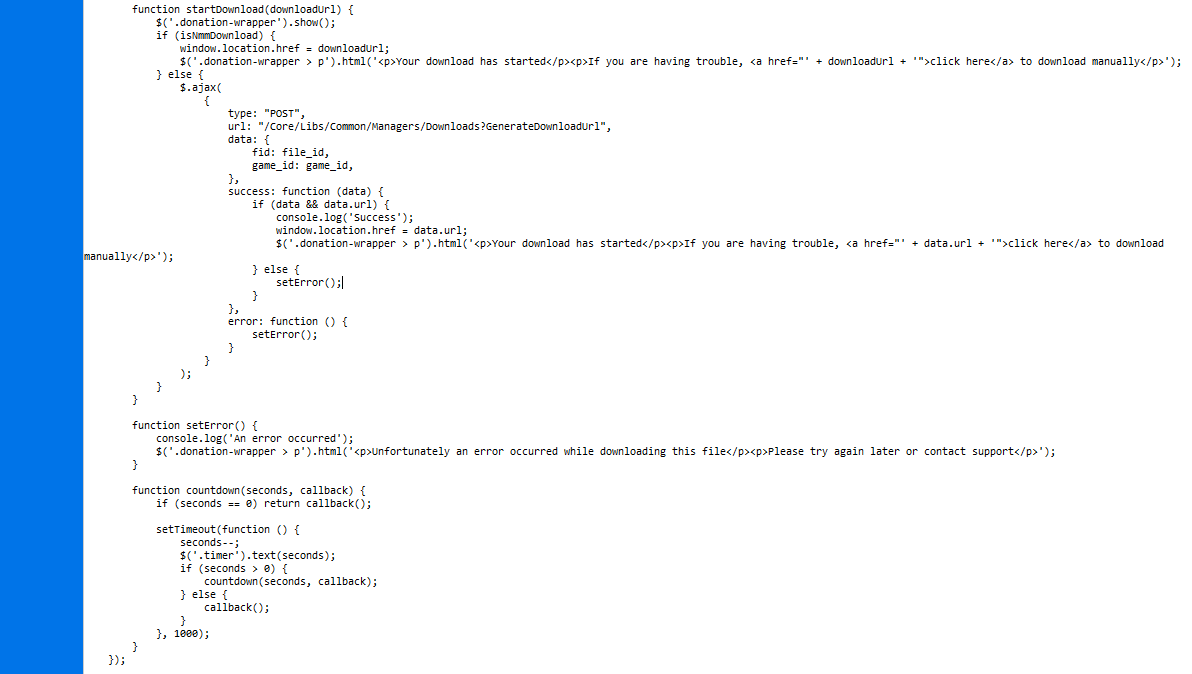 function startDownload(downloadUrl) {
$('.donation-wrapper').show();
if (isNmmDownload) {
window.location.href = downloadUrl;
$('.donation-wrapper > p').html('<p>Your download has started</p><p>If you are having trouble, <a href="' + downloadUrl + '">click here</a> to download manually</p>');
} else {
$.ajax(
{
type: "POST",
url: "/Core/Libs/Common/Managers/Downloads?GenerateDownloadUrl",
data: {
fid: file_id,
game_id: game_id,
},
success: function (data) {
if (data && data.url) {
console.log('Success');
window.location.href = data.url;
$('.donation-wrapper > p').html('<p>Your download has started</p><p>If you are having trouble, <a href="' + data.url + '">click here</a> to download
manually</p>');
} else {
setError();
}
},
error: function () {
setError();
}
}
);
}
}
function setError() {
console.log('An error occurred');
$('.donation-wrapper > p').html('<p>Unfortunately an error occurred while downloading this file</p><p>Please try again later or contact support</p>');
}
function countdown(seconds, callback) {
if (seconds == 0) return callback();
setTimeout(function () {
seconds--;
$('.timer').text(seconds);
if (seconds > 0) {
countdown(seconds, callback);
} else {
callback();
}
}, 1000);
}
});